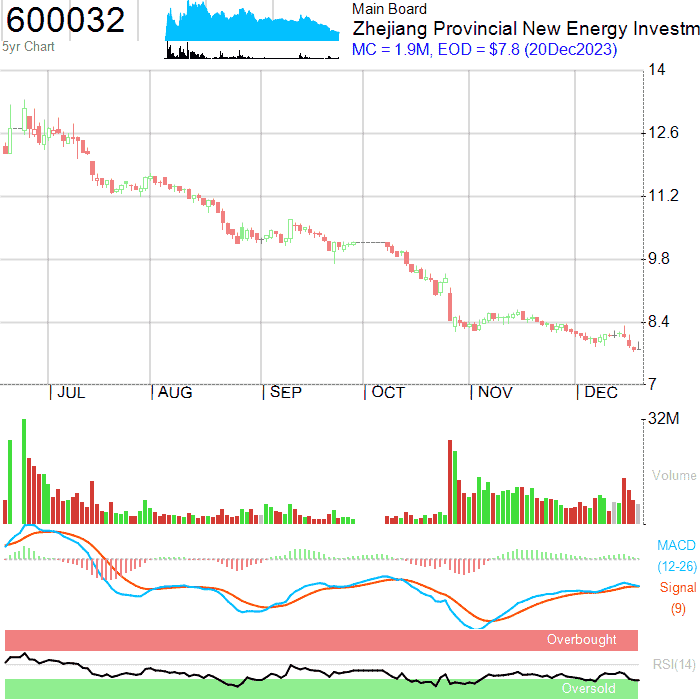 600032
5yr Chart
Main Board
Zhejiang Provincial New Energy Investm
MC = 1.9M, EOD = $7.8 (20Dec2023)
14
12.6
11.2
9.8
8.4
7
JUL AUG SEP OCT NOV DEC
32M
Volume
MACD
(12-26)
Signal
(9)
Overbought
RSI(14)
Oversold